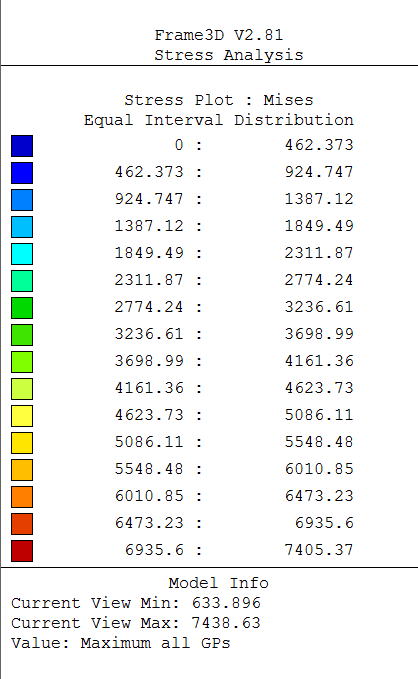 Frame3D V2.81
Stress Analysis
Stress Plot : Mises
Equal Interval Distribution
0 : 462.373
462.373 : 924.747
924.747 : 1387.12
1387.12 : 1849.49
1849.49 : 2311.87
2311.87 : 2774.24
2774.24 : 3236.61
3236.61 : 3698.99
3698.99 : 4161.36
4161.36 : 4623.73
4623.73 : 5086.11
5086.11 : 5548.48
5548.48 : 6010.85
6010.85 : 6473.23
6473.23 : 6935.6
6935.6 : 7405.37
Model Info
Current View Min: 633.896
Current View Max: 7438.63
Value: Maximum all GPs